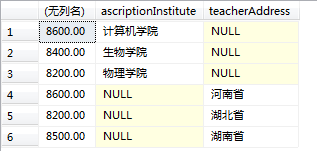 (无列名) ascriptionInstitute teacherAddress
1 8600.00 计算机学院 NULL
2 8400.00 生物学院 NULL
3 8200.00 物理学院 NULL
4 8600.00 NULL 河南省
5 8200.00 NULL 湖北省
6 8500.00 NULL 湖南省